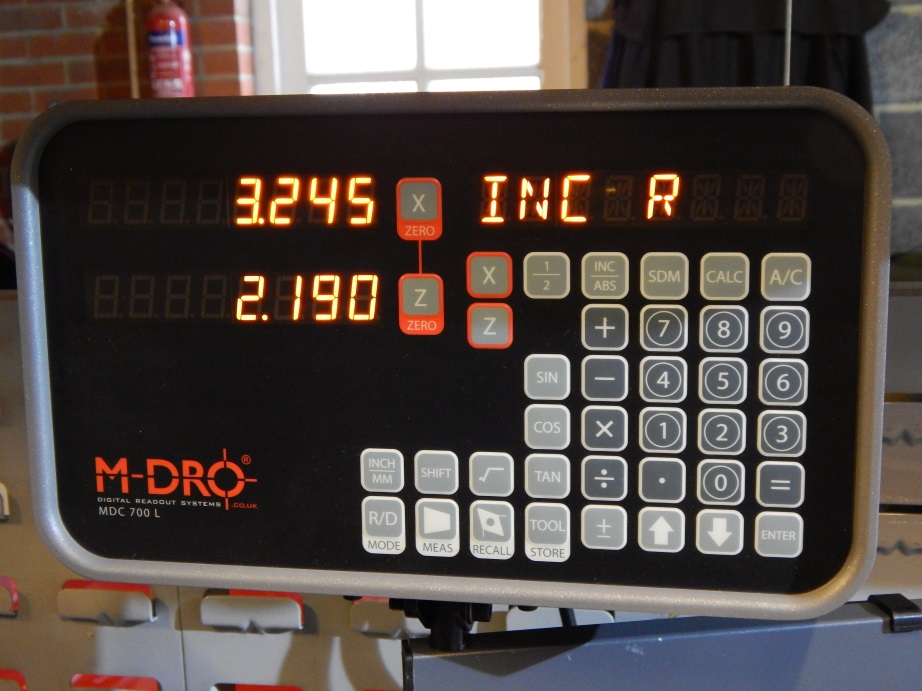 3.245 X INC R
ZERO
2.190 Z
ZERO
X 1/2 INC/ABS SDM CALC A/C
Z + 7 8 9
SIN − 4 5 6
COS × 1 2 3
INCH/MM SHIFT √ TAN ÷ . 0 =
R/D TOOL ± ENTER
MODE MEAS RECALL STORE
M-DRO®
DIGITAL READOUT SYSTEMS .CO.UK
MDC 700 L